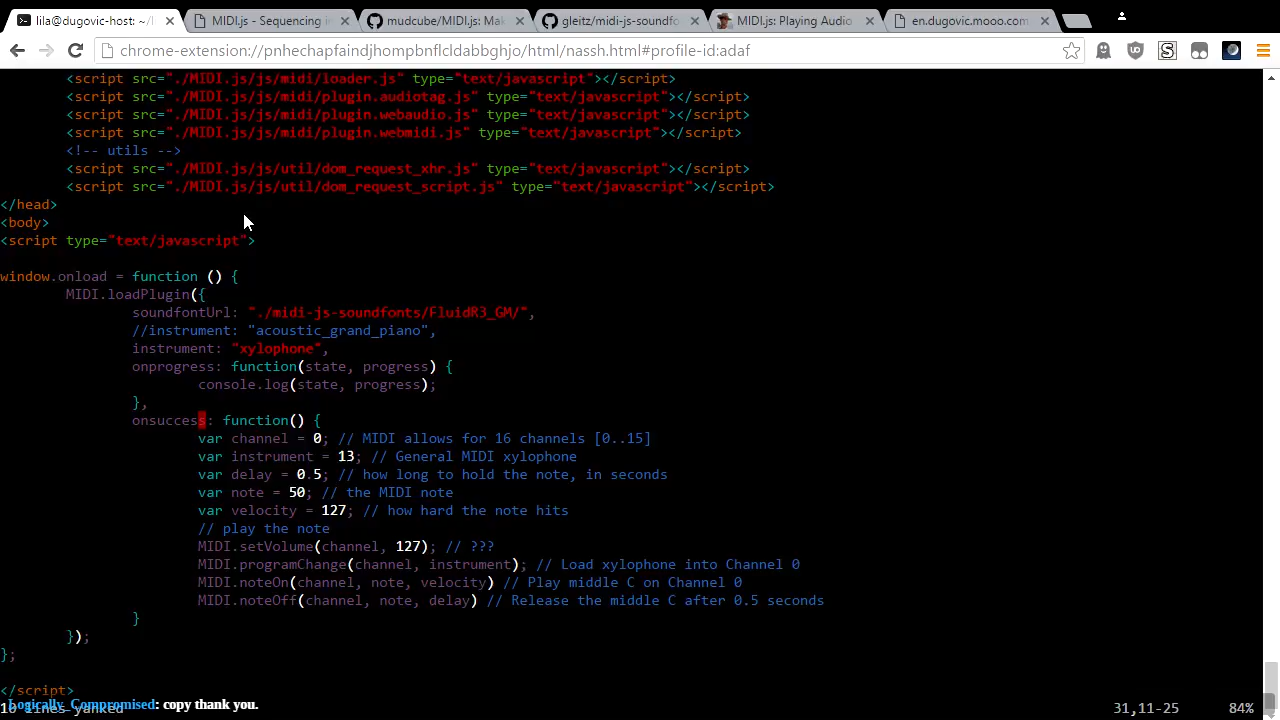 lila@dugovic-host: ~/l
MIDI.js - Sequencing in
mudcube/MIDI.js: Mak
gleitz/midi-js-soundfo
MIDI.js: Playing Audio
en.dugovic.mooo.com
chrome-extension://pnhechapfaindjhompbnflcldabbghjo/html/nassh.html#profile-id:adaf
<script src="./MIDI.js/js/midi/loader.js" type="text/javascript"></script>
<script src="./MIDI.js/js/midi/plugin.audiotag.js" type="text/javascript"></script>
<script src="./MIDI.js/js/midi/plugin.webaudio.js" type="text/javascript"></script>
<script src="./MIDI.js/js/midi/plugin.webmidi.js" type="text/javascript"></script>
<!-- utils -->
<script src="./MIDI.js/js/util/dom_request_xhr.js" type="text/javascript"></script>
<script src="./MIDI.js/js/util/dom_request_script.js" type="text/javascript"></script>
</head>
<body>
<script type="text/javascript">
window.onload = function () {
MIDI.loadPlugin({
soundfontUrl: "./midi-js-soundfonts/FluidR3_GM/",
//instrument: "acoustic_grand_piano",
instrument: "xylophone",
onprogress: function(state, progress) {
console.log(state, progress);
},
onsuccess: function() {
var channel = 0; // MIDI allows for 16 channels [0..15]
var instrument = 13; // General MIDI xylophone
var delay = 0.5; // how long to hold the note, in seconds
var note = 50; // the MIDI note
var velocity = 127; // how hard the note hits
// play the note
MIDI.setVolume(channel, 127); // ???
MIDI.programChange(channel, instrument); // Load xylophone into Channel 0
MIDI.noteOn(channel, note, velocity) // Play middle C on Channel 0
MIDI.noteOff(channel, note, delay) // Release the middle C after 0.5 seconds
}
});
};
</script>
Logically_Compromised: copy thank you.
10 lines yanked 31,11-25 84%